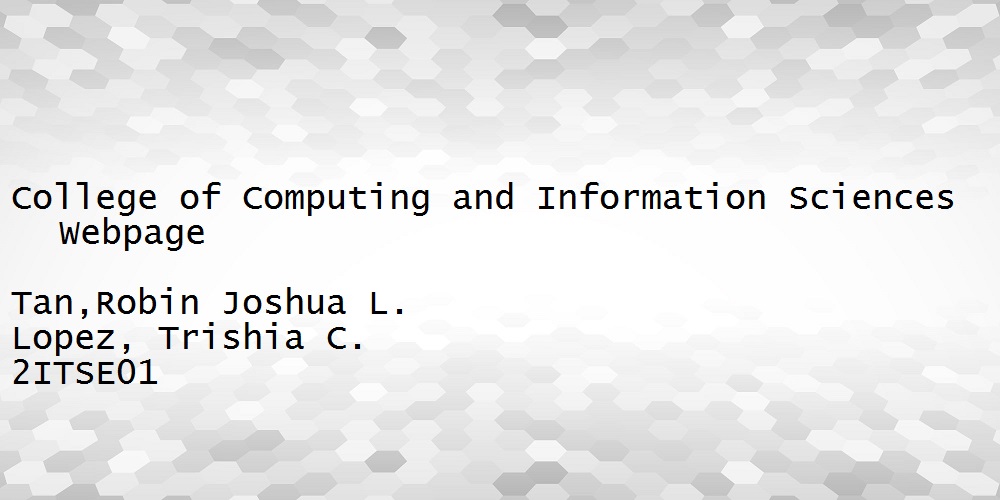 College of Computing and Information Sciences
Webpage
Tan,Robin Joshua L.
Lopez, Trishia C.
2ITSE01